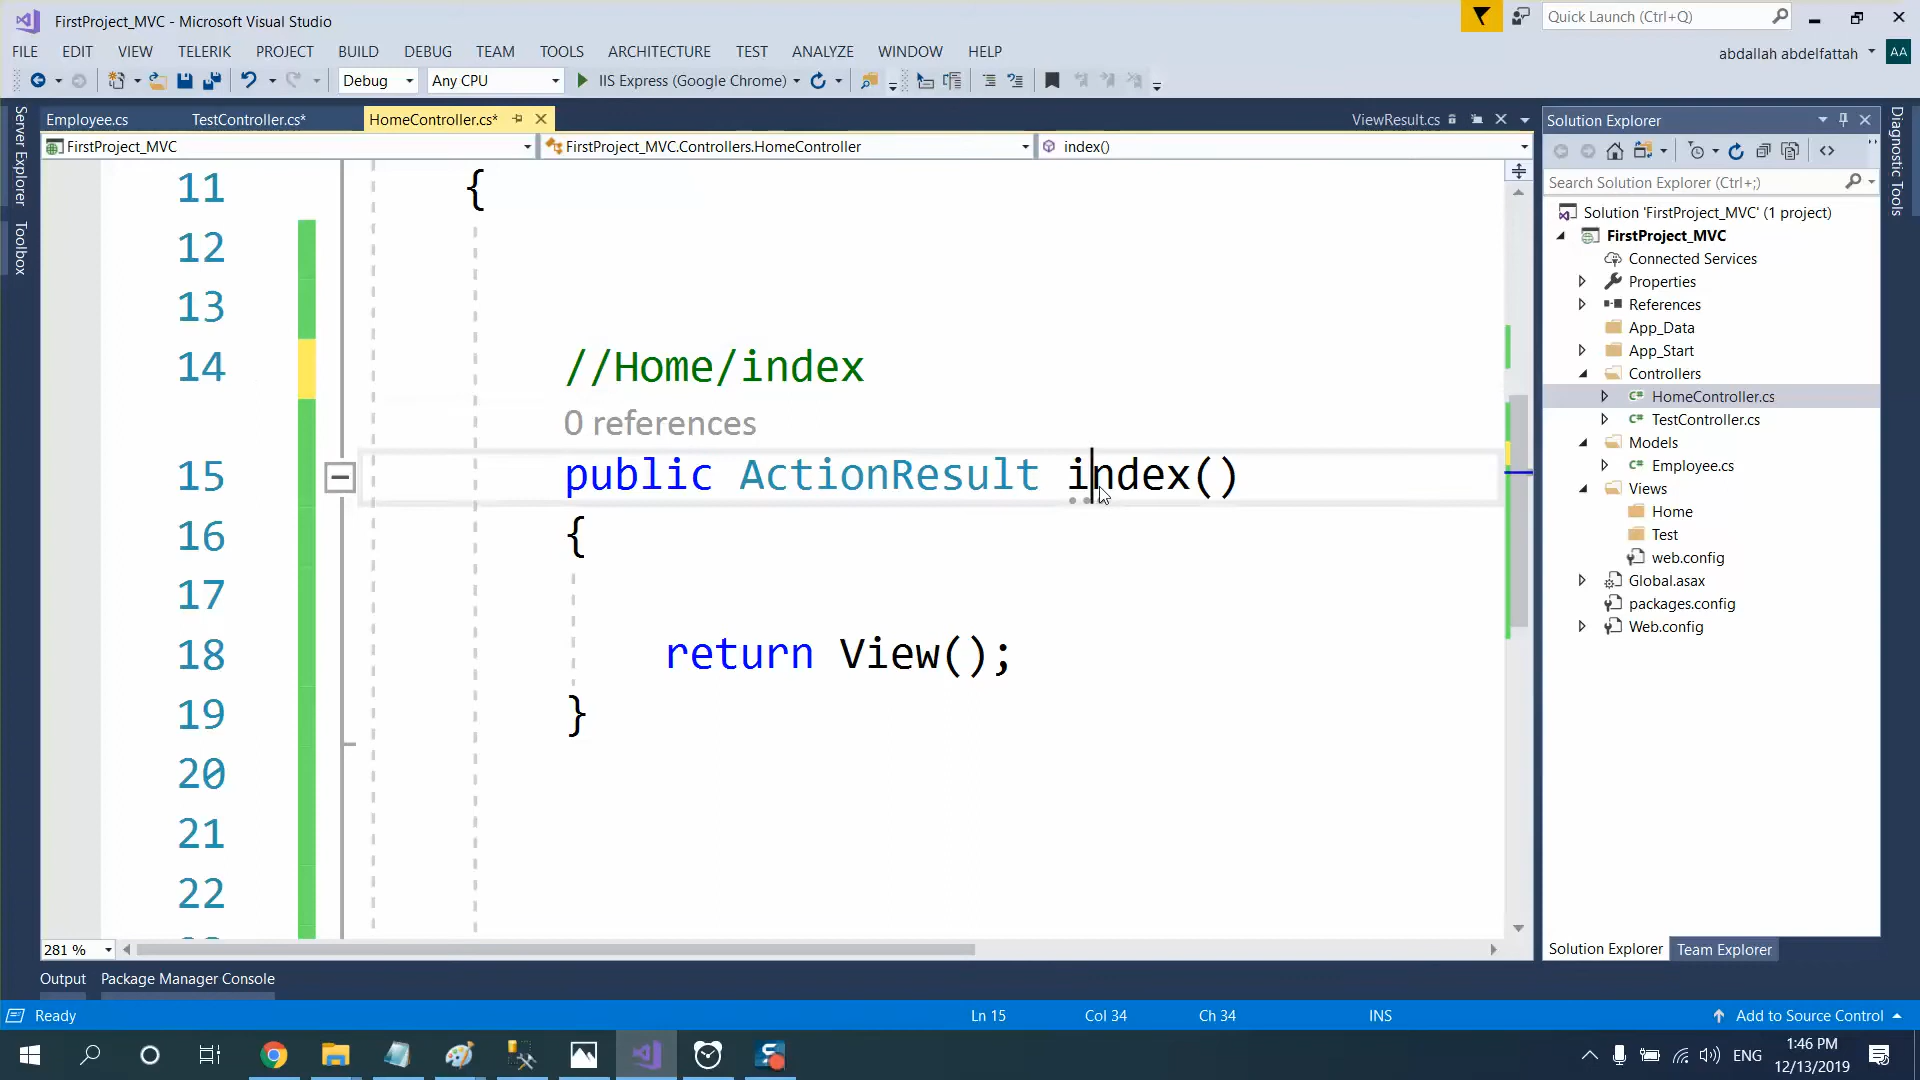 FirstProject_MVC - Microsoft Visual Studio
Quick Launch (Ctrl+Q)
FILE EDIT VIEW TELERIK PROJECT BUILD DEBUG TEAM TOOLS ARCHITECTURE TEST ANALYZE WINDOW HELP
abdallah abdelfattah AA
Debug Any CPU IIS Express (Google Chrome)
Employee.cs TestController.cs* HomeController.cs* ViewResult.cs
FirstProject_MVC FirstProject_MVC.Controllers.HomeController index()
Server Explorer
Toolbox
11 {
12
13
14 //Home/index
0 references
15 public ActionResult index()
16 {
17
18 return View();
19 }
20
21
22
281 %
Solution Explorer
Search Solution Explorer (Ctrl+;)
Solution 'FirstProject_MVC' (1 project)
FirstProject_MVC
Connected Services
Properties
References
App_Data
App_Start
Controllers
HomeController.cs
TestController.cs
Models
Employee.cs
Views
Home
Test
web.config
Global.asax
packages.config
Web.config
Solution Explorer Team Explorer
Diagnostic Tools
Output Package Manager Console
Ready Ln 15 Col 34 Ch 34 INS Add to Source Control
ENG 1:46 PM
12/13/2019